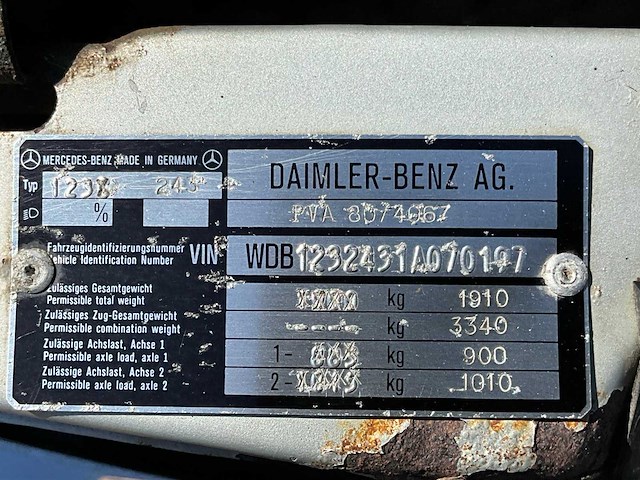 MERCEDES-BENZ MADE IN GERMANY
Typ 123X 243
%
DAIMLER-BENZ AG.
Fahrzeugidentifizierungsnummer
Vehicle Identification Number
VIN WDB1232431A070197
Zulässiges Gesamtgewicht
Permissible total weight
kg 1910
Zulässiges Zug-Gesamtgewicht
Permissible combination weight
---- kg 3340
Zulässige Achslast, Achse 1
Permissible axle load, axle 1
1- kg 900
Zulässige Achslast, Achse 2
Permissible axle load, axle 2
2- kg 1010